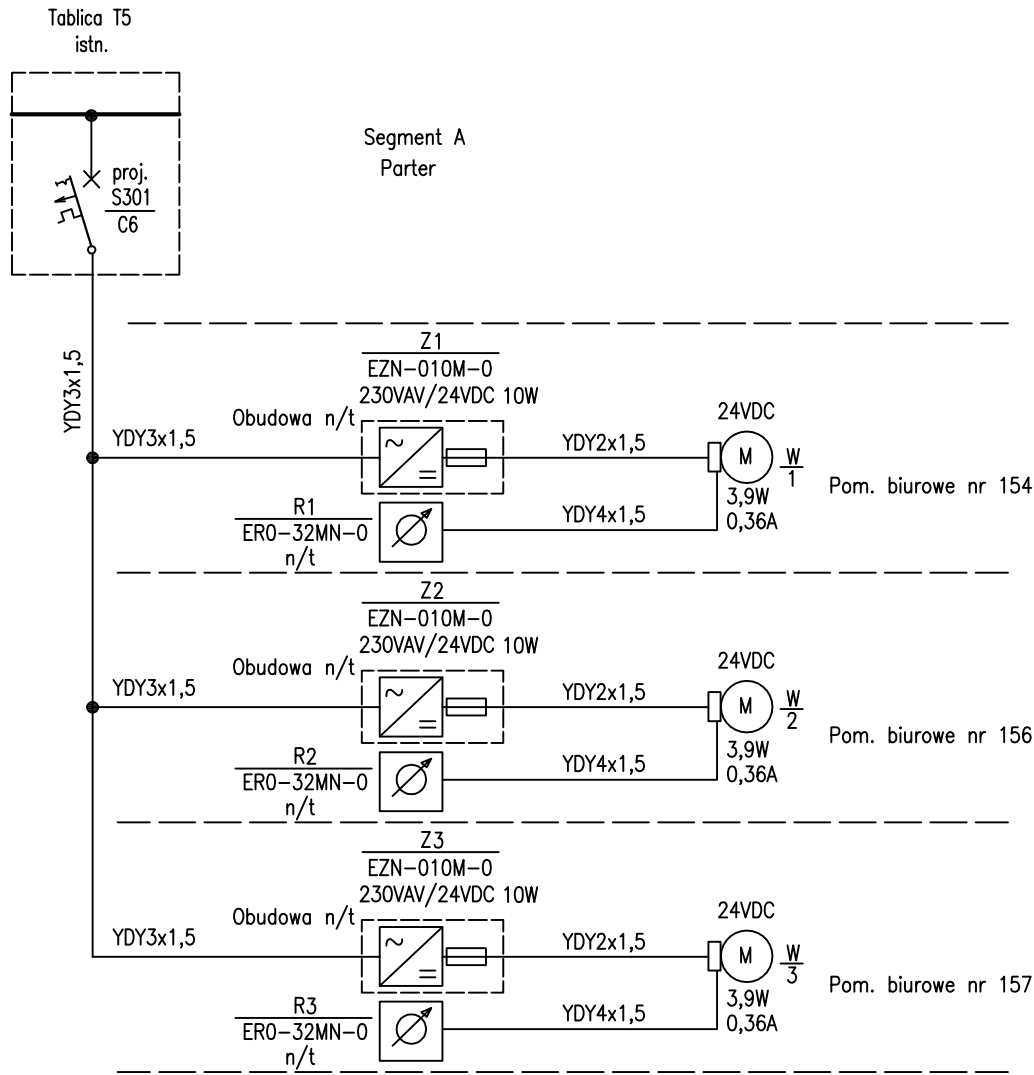 Tablica T5
istn.
Segment A
Parter
proj.
S301
C6
YDY3x1,5
Z1
EZN-010M-0
230VAV/24VDC 10W
Obudowa n/t
YDY3x1,5
YDY2x1,5
24VDC
M
W
1
3,9W
0,36A
Pom. biurowe nr 154
R1
ERO-32MN-0
n/t
YDY4x1,5
Z2
EZN-010M-0
230VAV/24VDC 10W
Obudowa n/t
YDY3x1,5
YDY2x1,5
24VDC
M
W
2
3,9W
0,36A
Pom. biurowe nr 156
R2
ERO-32MN-0
n/t
YDY4x1,5
Z3
EZN-010M-0
230VAV/24VDC 10W
Obudowa n/t
YDY3x1,5
YDY2x1,5
24VDC
M
W
3
3,9W
0,36A
Pom. biurowe nr 157
R3
ERO-32MN-0
n/t
YDY4x1,5